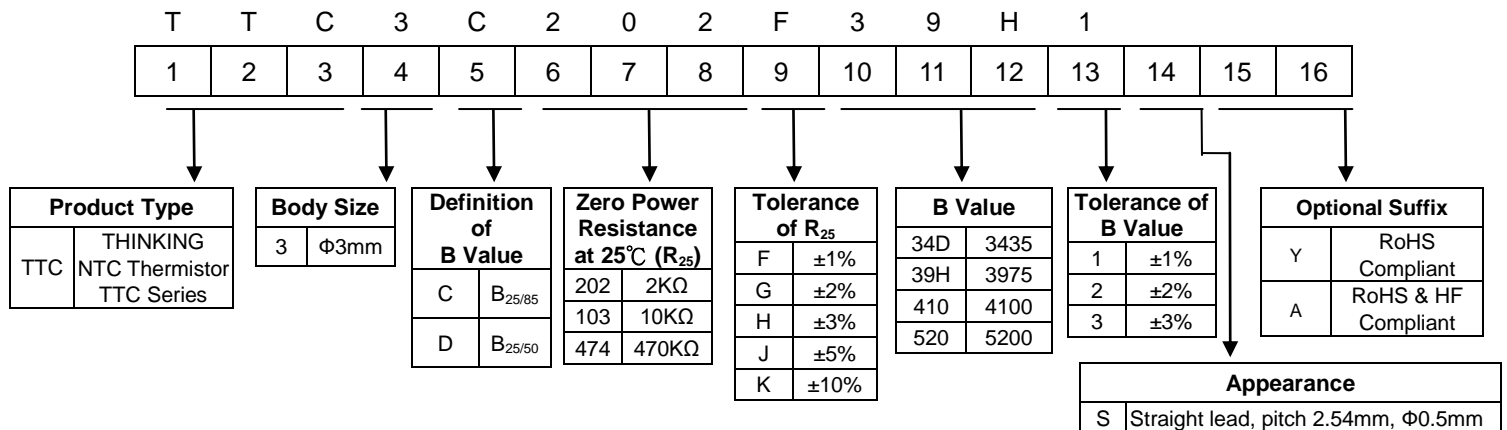 T T C 3 C 2 0 2 F 3 9 H 1
1 2 3 4 5 6 7 8 9 10 11 12 13 14 15 16
Product Type
TTC THINKING
NTC Thermistor
TTC Series
Body Size
3 Φ3mm
Definition
of
B Value
C B25/85
D B25/50
Zero Power
Resistance
at 25℃ (R25)
202 2KΩ
103 10KΩ
474 470KΩ
Tolerance
of R25
F ±1%
G ±2%
H ±3%
J ±5%
K ±10%
B Value
34D 3435
39H 3975
410 4100
520 5200
Tolerance of
B Value
1 ±1%
2 ±2%
3 ±3%
Optional Suffix
Y RoHS
Compliant
A RoHS & HF
Compliant
Appearance
S Straight lead, pitch 2.54mm, Φ0.5mm